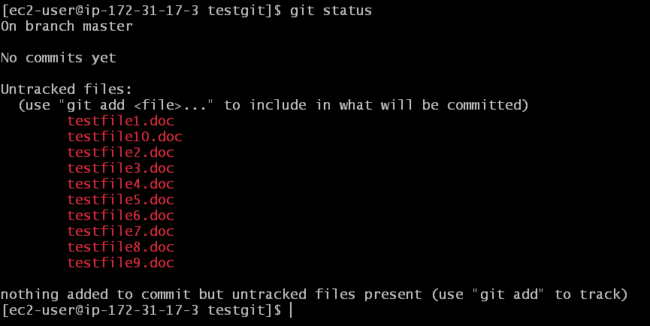 [ec2-user@ip-172-31-17-3 testgit]$ git status
On branch master
No commits yet
Untracked files:
(use "git add <file>..." to include in what will be committed)
testfile1.doc
testfile10.doc
testfile2.doc
testfile3.doc
testfile4.doc
testfile5.doc
testfile6.doc
testfile7.doc
testfile8.doc
testfile9.doc
nothing added to commit but untracked files present (use "git add" to track)
[ec2-user@ip-172-31-17-3 testgit]$